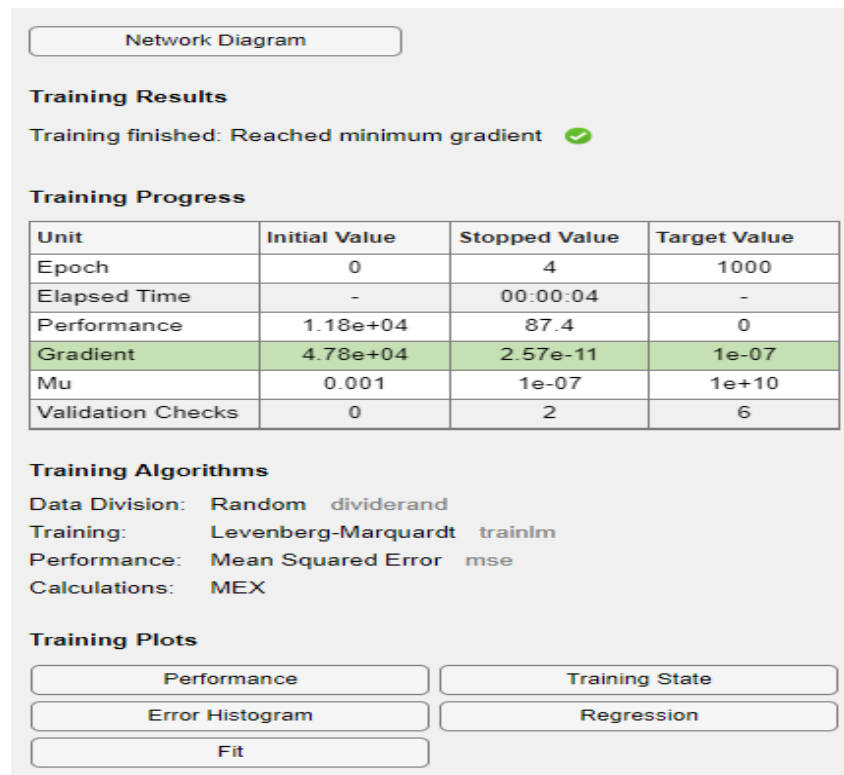 Network Diagram
Training Results
Training finished: Reached minimum gradient
Training Progress
Unit Initial Value Stopped Value Target Value
Epoch 0 4 1000
Elapsed Time - 00:00:04 -
Performance 1.18e+04 87.4 0
Gradient 4.78e+04 2.57e-11 1e-07
Mu 0.001 1e-07 1e+10
Validation Checks 0 2 6
Training Algorithms
Data Division: Random dividerand
Training: Levenberg-Marquardt trainlm
Performance: Mean Squared Error mse
Calculations: MEX
Training Plots
Performance Training State
Error Histogram Regression
Fit